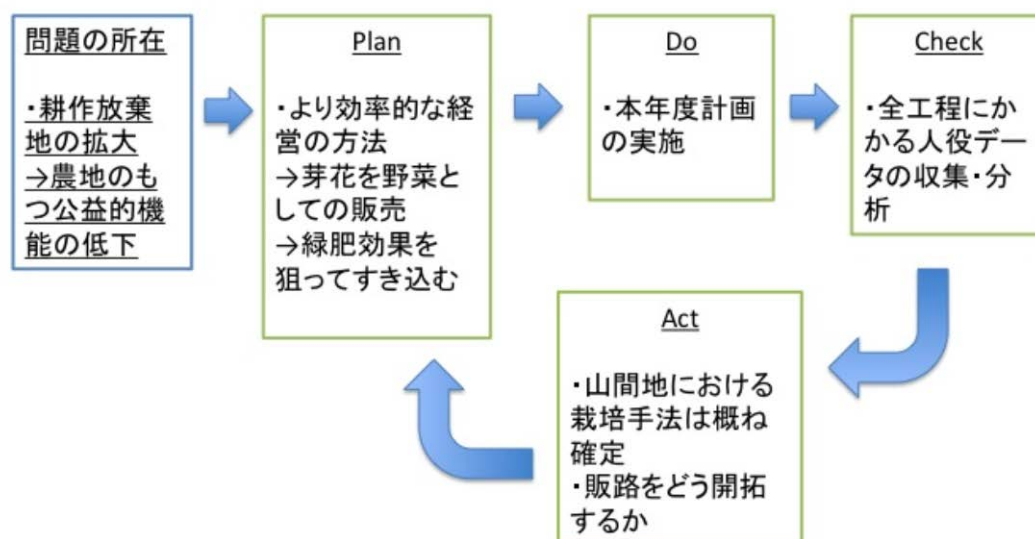 問題の所在
・耕作放棄
地の拡大
→農地のも
つ公益的機
能の低下
Plan
・より効率的な経
営の方法
→芽花を野菜と
しての販売
→緑肥効果を
狙ってすき込む
Do
・本年度計画
の実施
Check
・全工程にか
かる人役デー
タの収集・分
析
Act
・山間地における
栽培手法は概ね
確定
・販路をどう開拓
するか